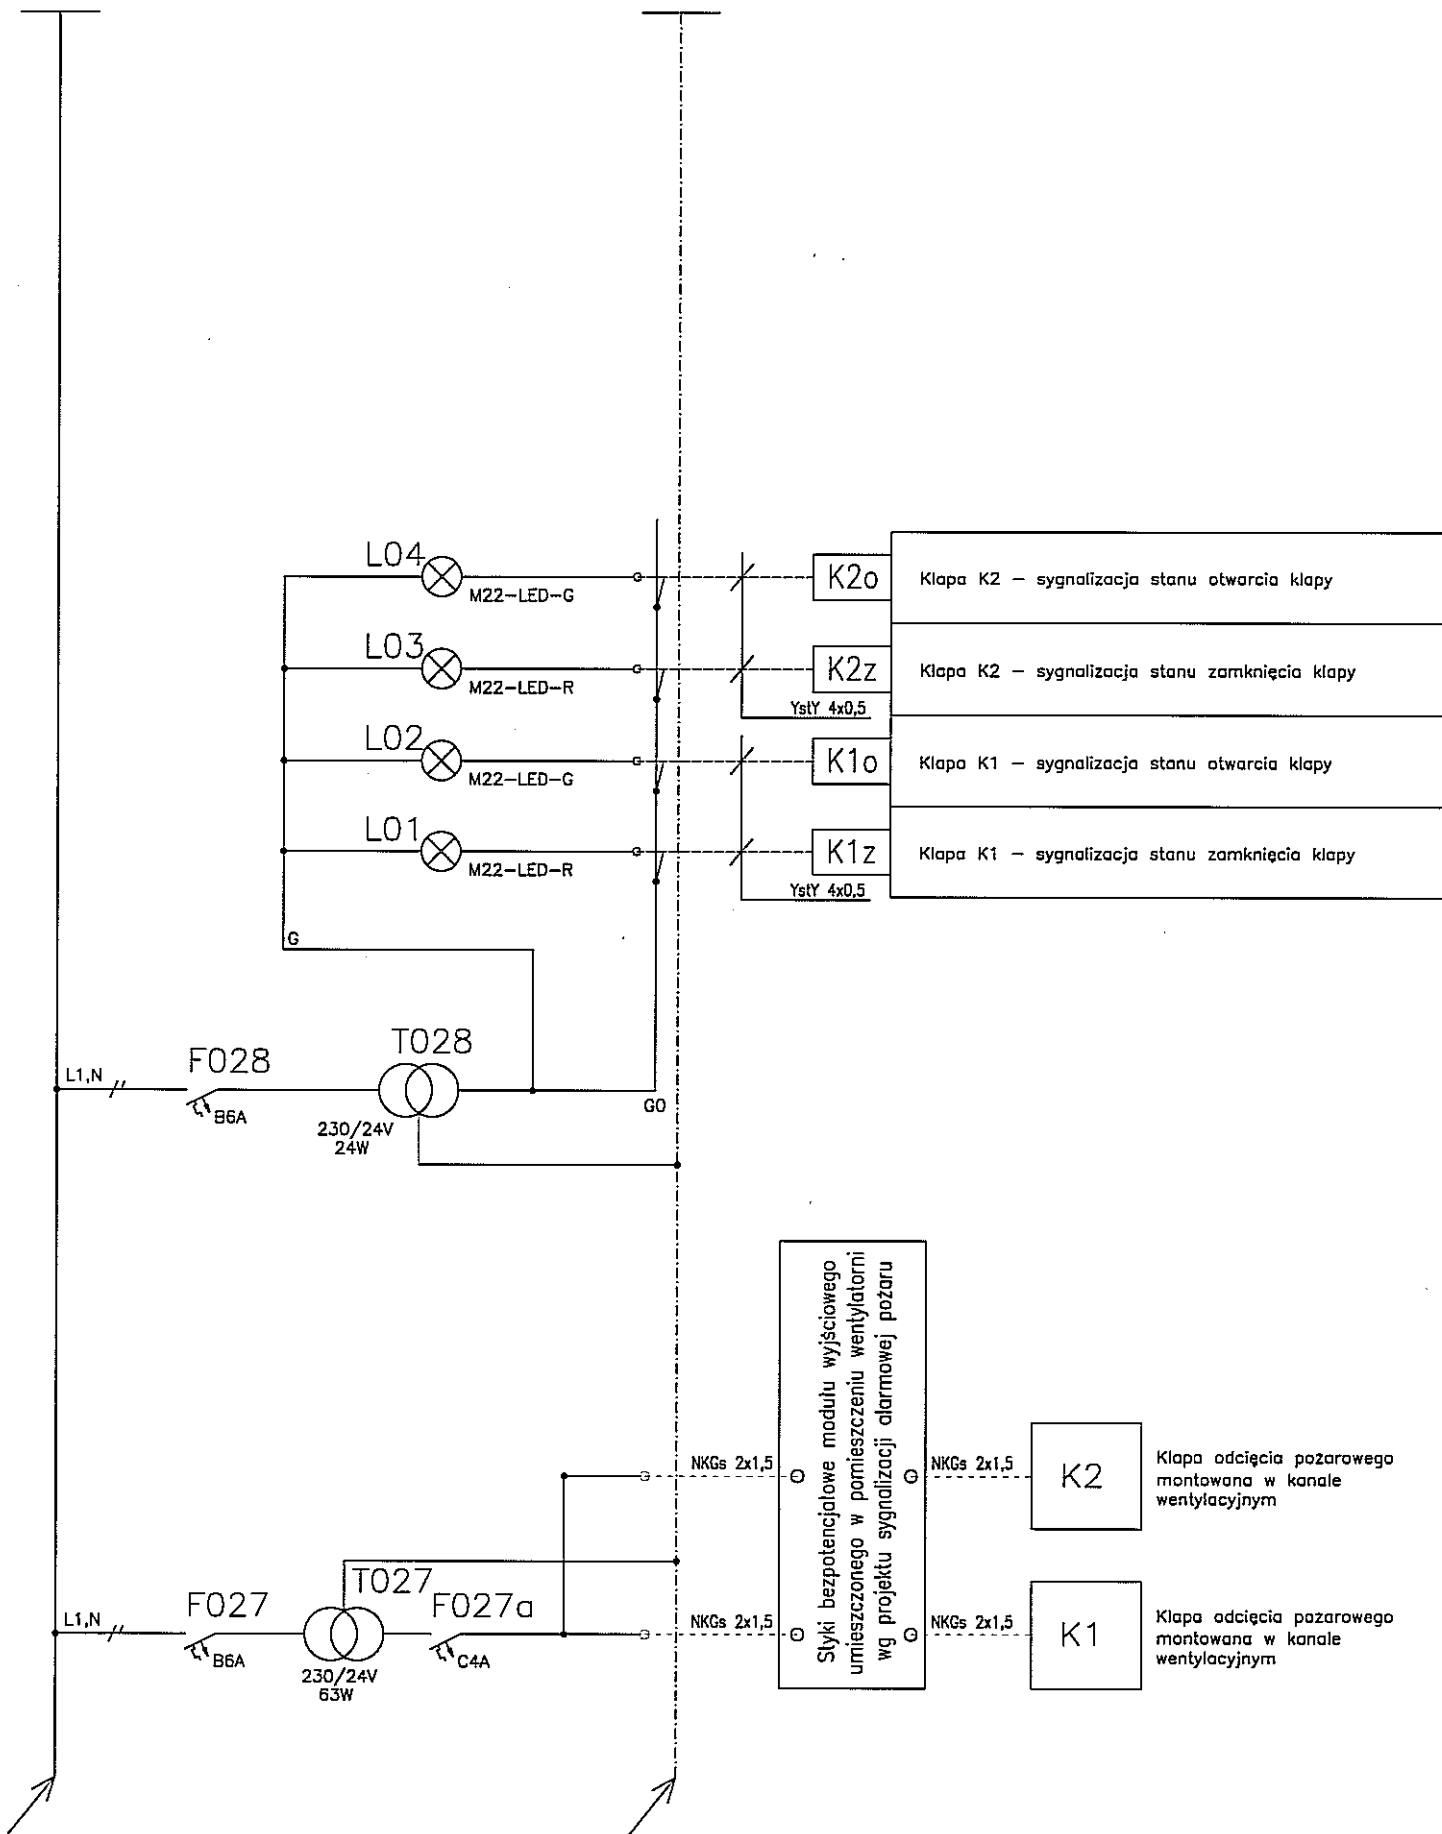 L04
M22-LED-G
K2o
Klapa K2 – sygnalizacja stanu otwarcia klapy
L03
M22-LED-R
K2z
Klapa K2 – sygnalizacja stanu zamknięcia klapy
YstY 4x0,5
L02
M22-LED-G
K1o
Klapa K1 – sygnalizacja stanu otwarcia klapy
L01
M22-LED-R
K1z
Klapa K1 – sygnalizacja stanu zamknięcia klapy
YstY 4x0,5
G
L1,N
F028
B6A
T028
230/24V
24W
G0
Styki bezpotencjałowe modułu wyjściowego
umieszczonego w pomieszczeniu wentylatorni
wg projektu sygnalizacji alarmowej pożaru
NKGs 2x1,5
NKGs 2x1,5
K2
Klapa odcięcia pożarowego
montowana w kanale
wentylacyjnym
L1,N
F027
B6A
T027
230/24V
63W
F027a
C4A
NKGs 2x1,5
NKGs 2x1,5
K1
Klapa odcięcia pożarowego
montowana w kanale
wentylacyjnym